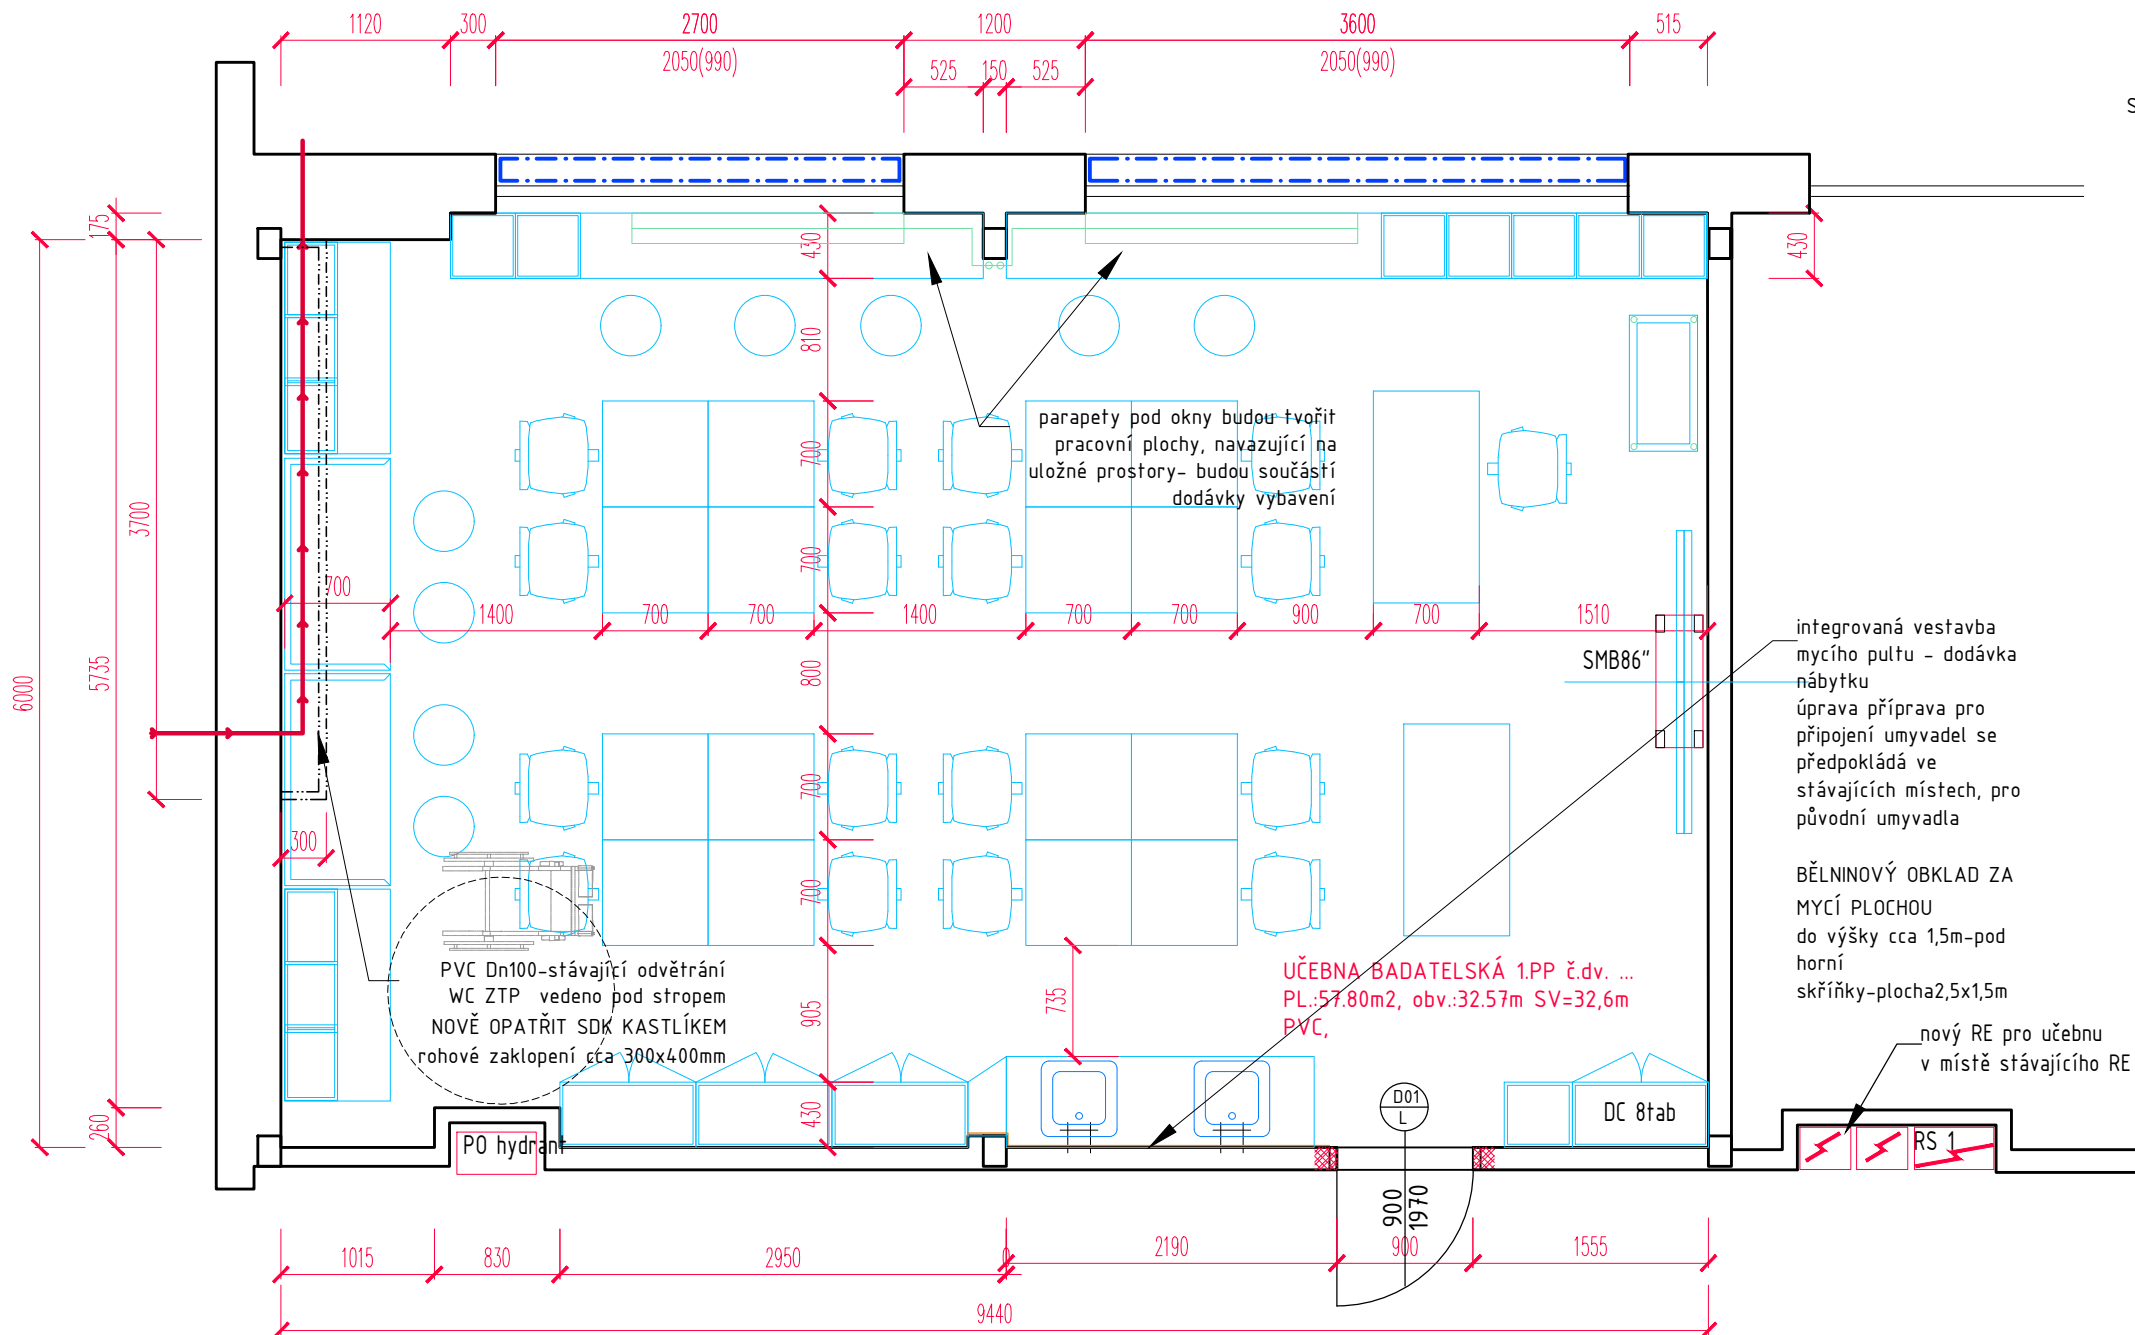 1120
300
2700
1200
3600
515
2050(990)
2050(990)
525
150
525
S
175
430
430
810
parapety pod okny budou tvořit
pracovní plochy, navazující na
uložné prostory- budou součástí
dodávky vybavení
700
700
3700
5735
6000
700
1400
700
700
1400
700
700
900
700
1510
800
SMB86"
integrovaná vestavba
mycího pultu - dodávka
nábytku
úprava příprava pro
připojení umyvadel se
předpokládá ve
stávajících místech, pro
původní umyvadla
BĚLNINOVÝ OBKLAD ZA
MYCÍ PLOCHOU
do výšky cca 1,5m-pod
horní
skříňky-plocha2,5x1,5m
700
700
300
735
905
430
PVC Dn100-stávající odvětrání
WC ZTP vedeno pod stropem
NOVĚ OPATŘIT SDK KASTLÍKEM
rohové zaklopení cca 300x400mm
UČEBNA BADATELSKÁ 1.PP č.dv. ...
PL.:57.80m2, obv.:32.57m SV=32,6m
PVC,
nový RE pro učebnu
v místě stávajícího RE
260
D01
L
DC 8tab
PO hydrant
RS 1
900
1970
1015
830
2950
0
2190
900
1555
9440